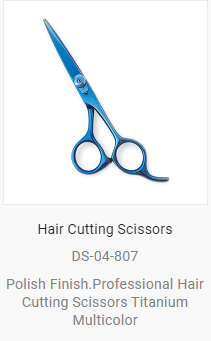 Hair Cutting Scissors
DS-04-807
Polish Finish.Professional Hair
Cutting Scissors Titanium
Multicolor